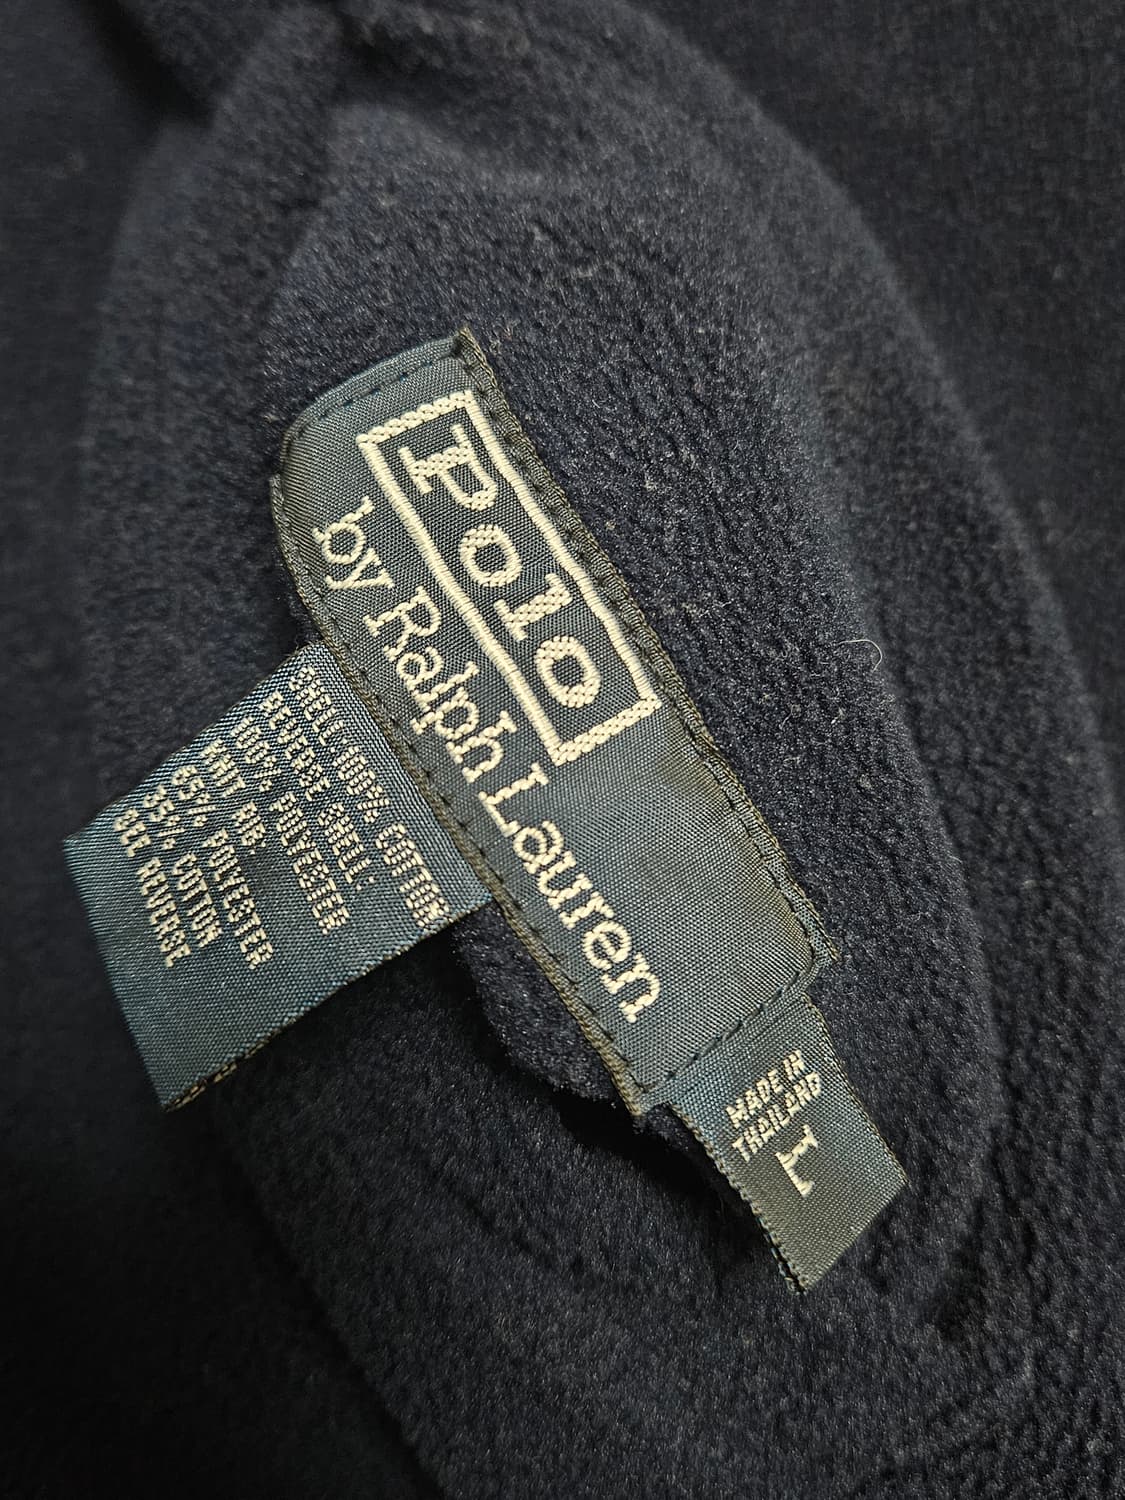 Polo
by Ralph Lauren
SHELL: 100% COTTON
REVERSE SHELL:
100% POLYESTER
KNIT RIB:
65% POLYESTER
35% COTTON
SEE REVERSE
MADE IN
THAILAND
L